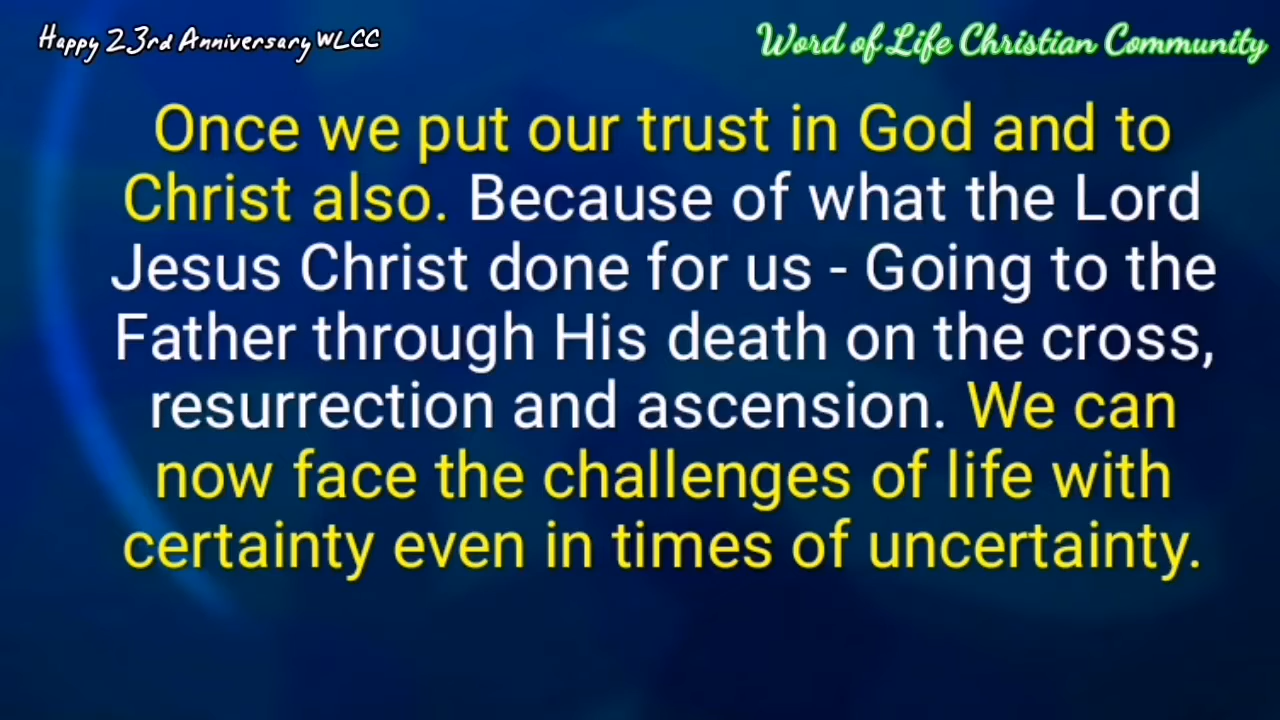 Happy 23rd Anniversary WLCC
Word of Life Christian Community
Once we put our trust in God and to
Christ also. Because of what the Lord
Jesus Christ done for us - Going to the
Father through His death on the cross,
resurrection and ascension. We can
now face the challenges of life with
certainty even in times of uncertainty.